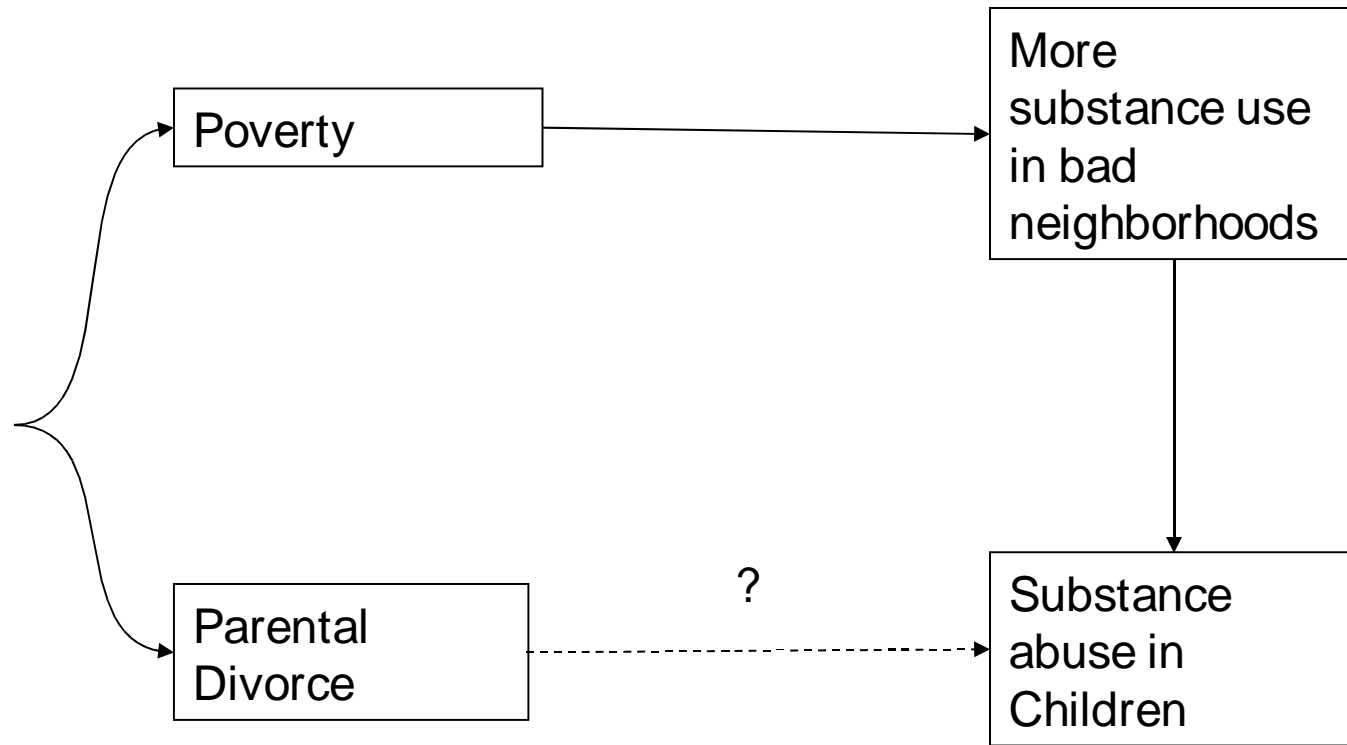 Poverty
More
substance use
in bad
neighborhoods
?
Parental
Divorce
Substance
abuse in
Children